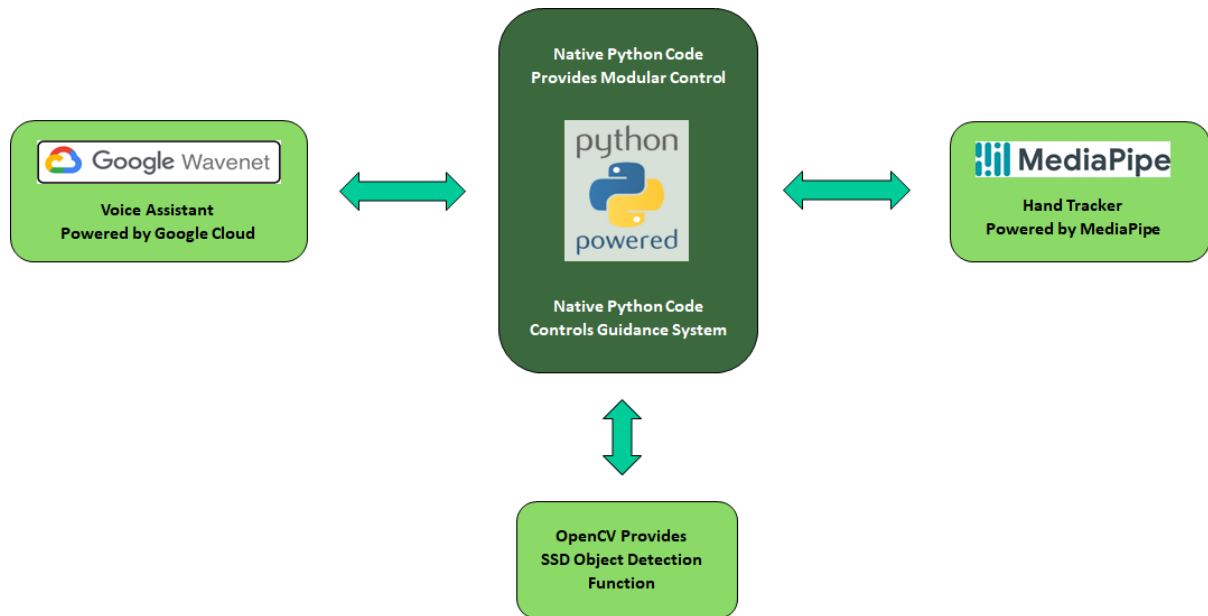 Native Python Code
Provides Modular Control
python
powered
Native Python Code
Controls Guidance System
Google Wavenet
Voice Assistant
Powered by Google Cloud
MediaPipe
Hand Tracker
Powered by MediaPipe
OpenCV Provides
SSD Object Detection
Function